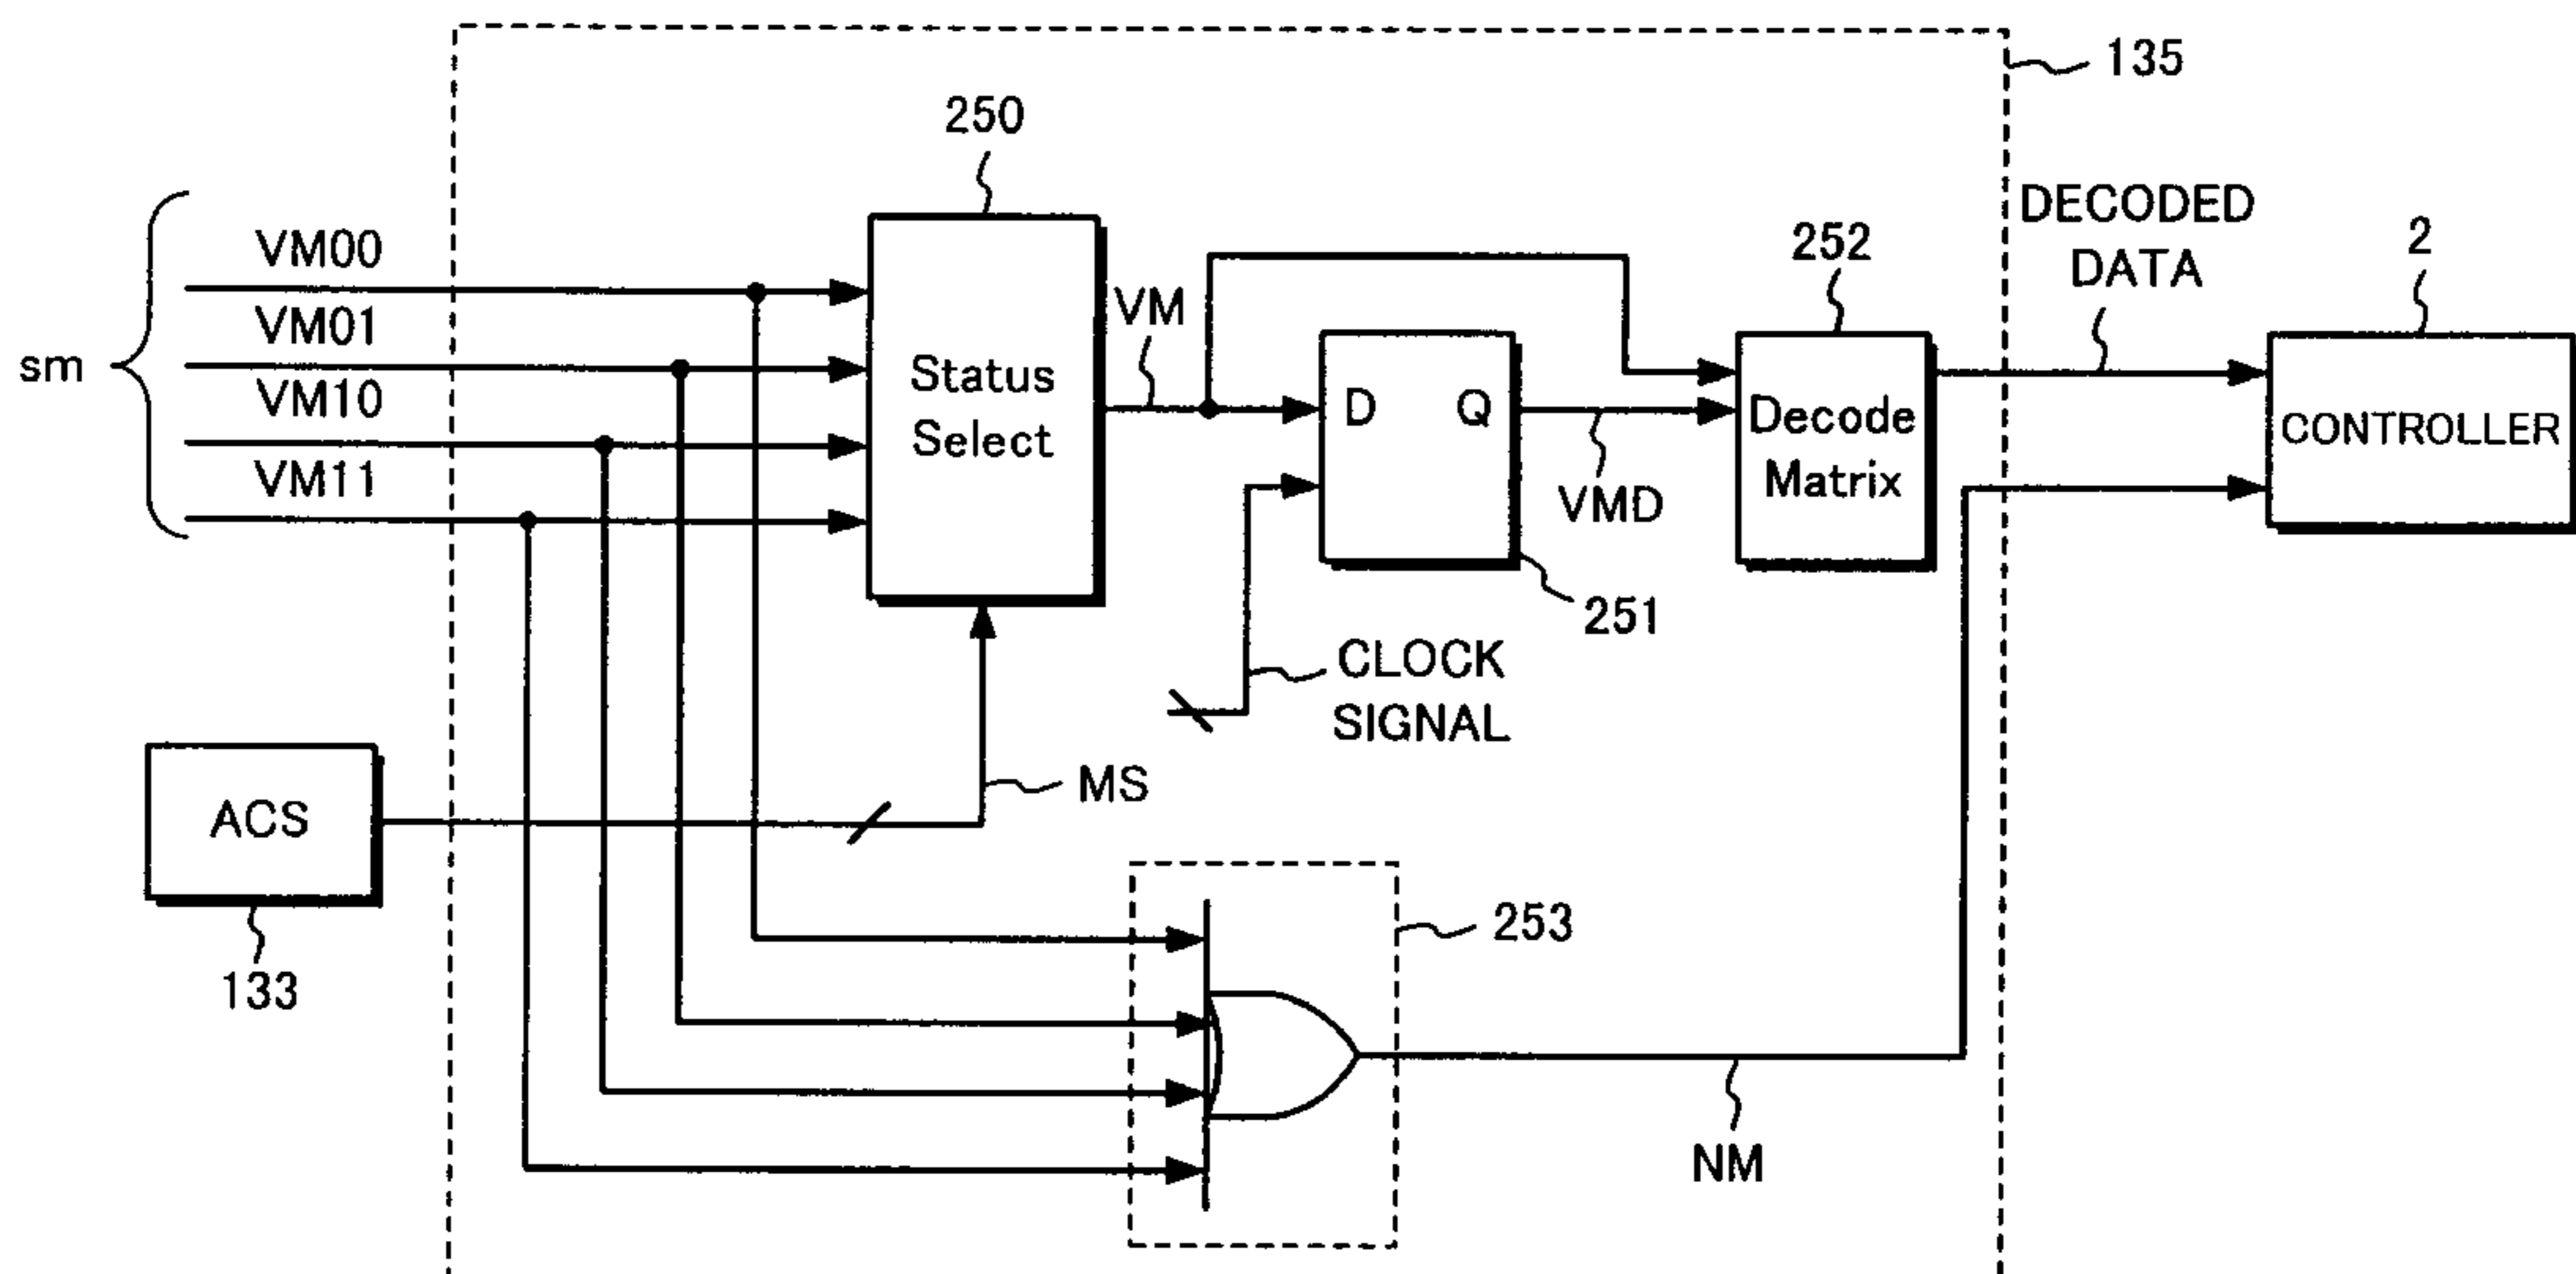 135
250
DECODED
DATA
252
2
sm
VM00
VM01
VM10
VM11
Status
Select
VM
D
Q
VMD
Decode
Matrix
CONTROLLER
251
CLOCK
SIGNAL
MS
ACS
133
253
NM